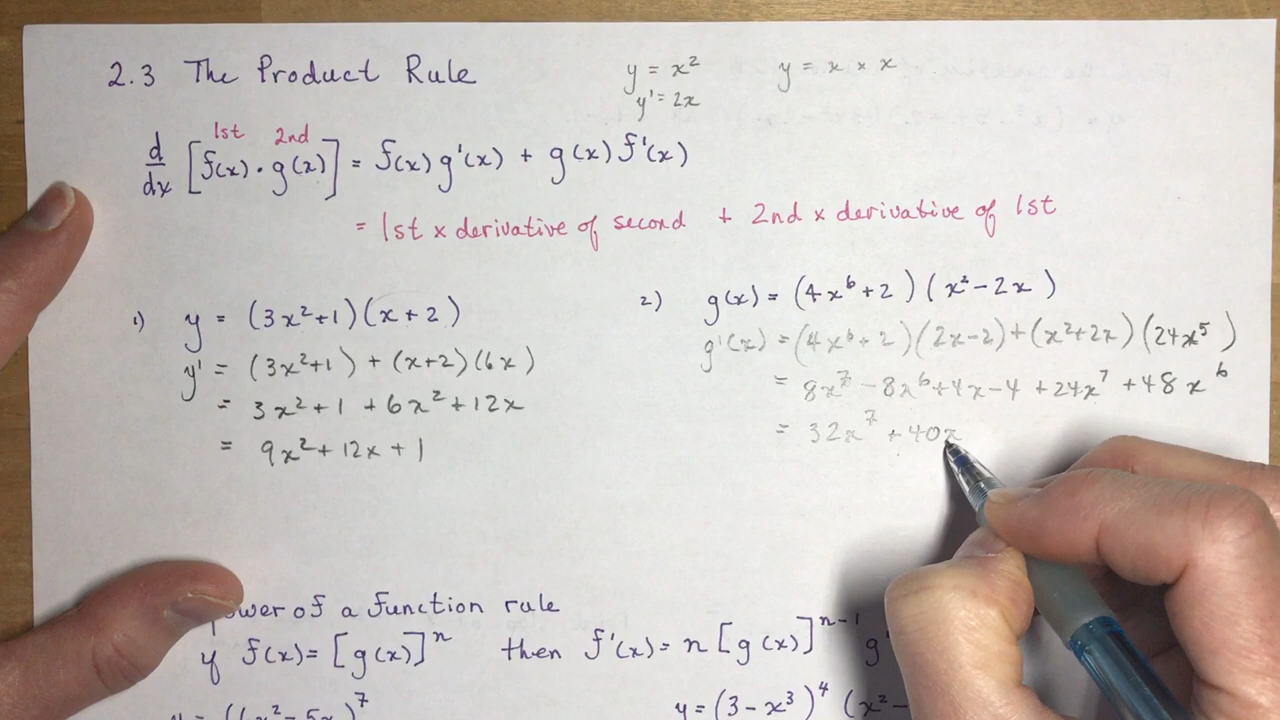 2.3 The Product Rule
y = x² y = x × x
y' = 2x
1st 2nd
d/dx [f(x) · g(x)] = f(x) g'(x) + g(x) f'(x)
= 1st x derivative of second + 2nd x derivative of 1st
1) y = (3x²+1)(x+2)
y' = (3x²+1) + (x+2)(6x)
= 3x²+1 +6x²+12x
= 9x²+12x+1
2) g(x) = (4x⁶+2)(x²-2x)
g'(x) = (4x⁶+2)(2x-2)+(x²+2x)(24x⁵)
= 8x⁷ - 8x⁶+4x-4 +24x⁷ +48x⁶
= 32x⁷ +40x
power of a function rule
y f(x) = [g(x)]ⁿ then f'(x) = n [g(x)]ⁿ⁻¹ g'
y = (3-x³)⁴ (x²-